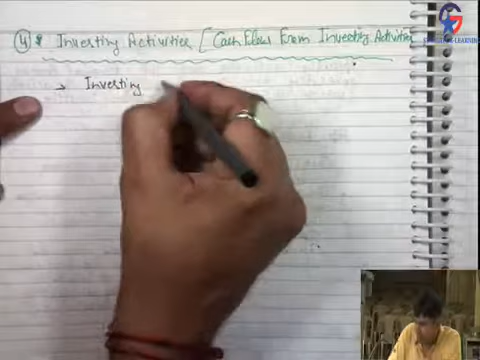 ④ Investing Activities [Cash Flow From Investing Activities
→ Investing